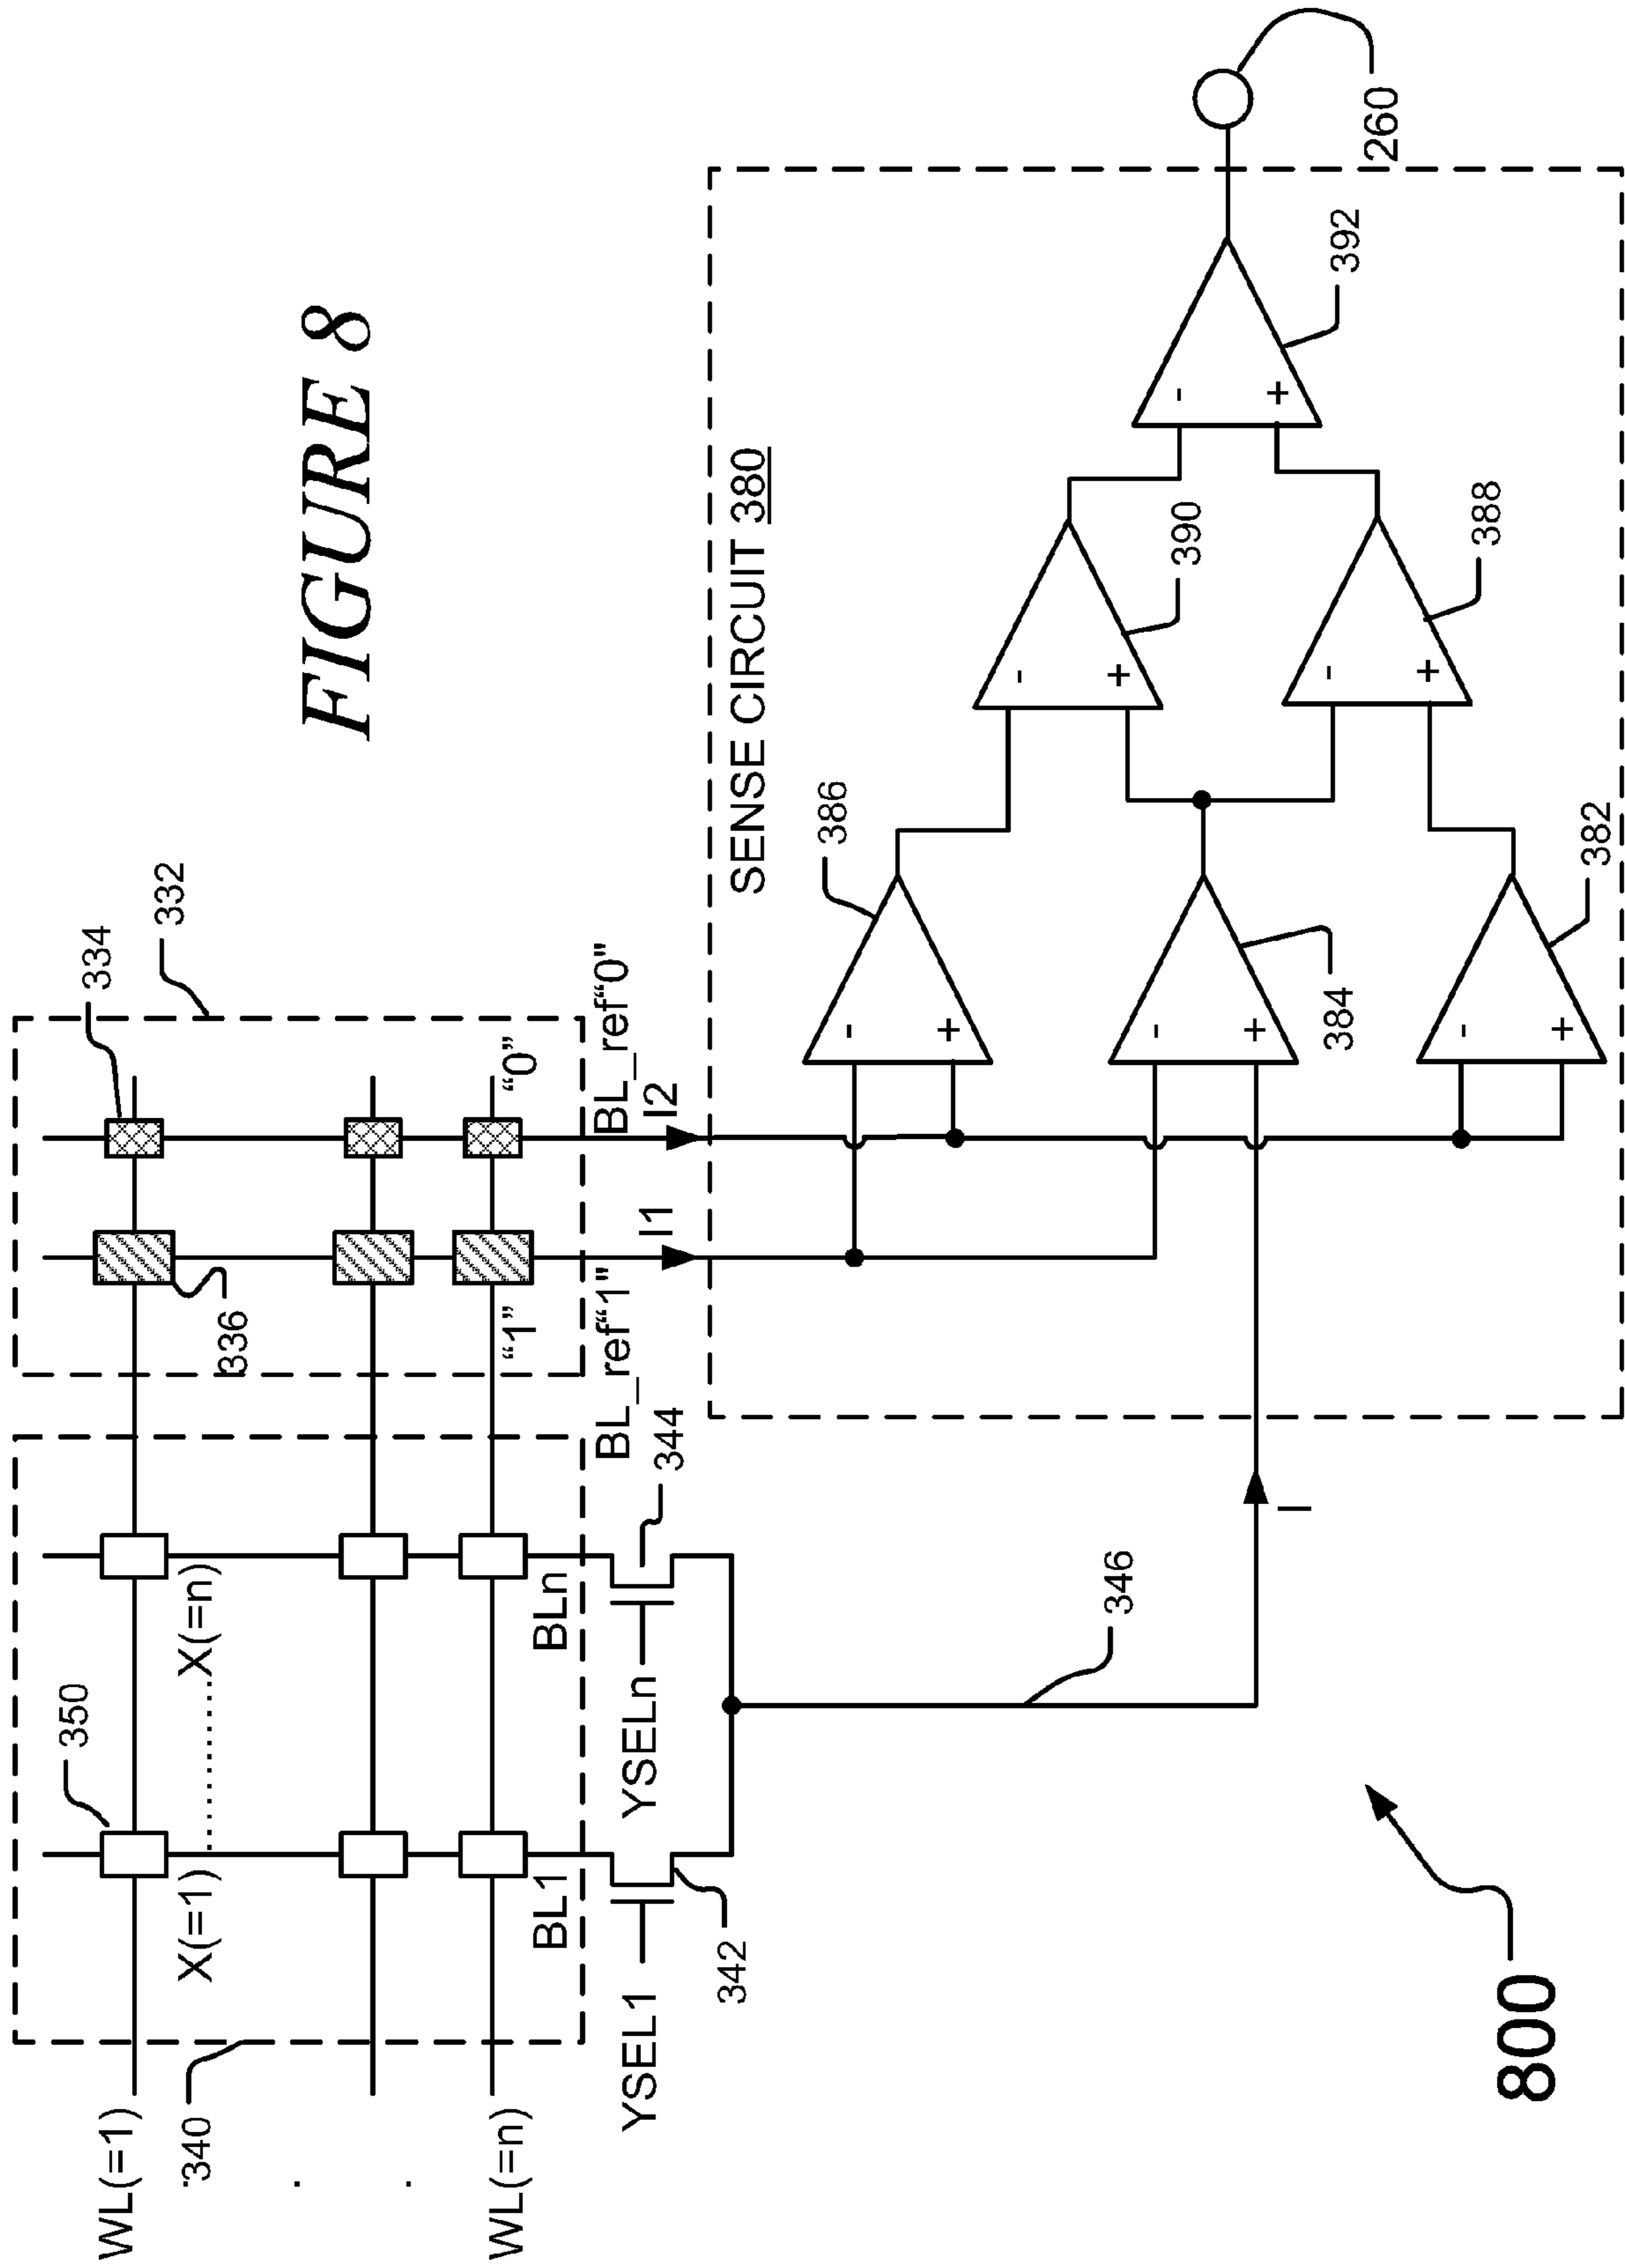 FIGURE 8
WL(=1)
340
.
.
WL(=n)
350
X(=1)
X(=n)
BL1
BLn
334
332
336
"1"
"0"
BL_ref"1"
BL_ref"0"
I1
I2
YSEL1
342
YSELn
344
346
I
SENSE CIRCUIT 380
386
-
+
384
-
+
382
-
+
390
-
+
388
-
+
392
-
+
260
800